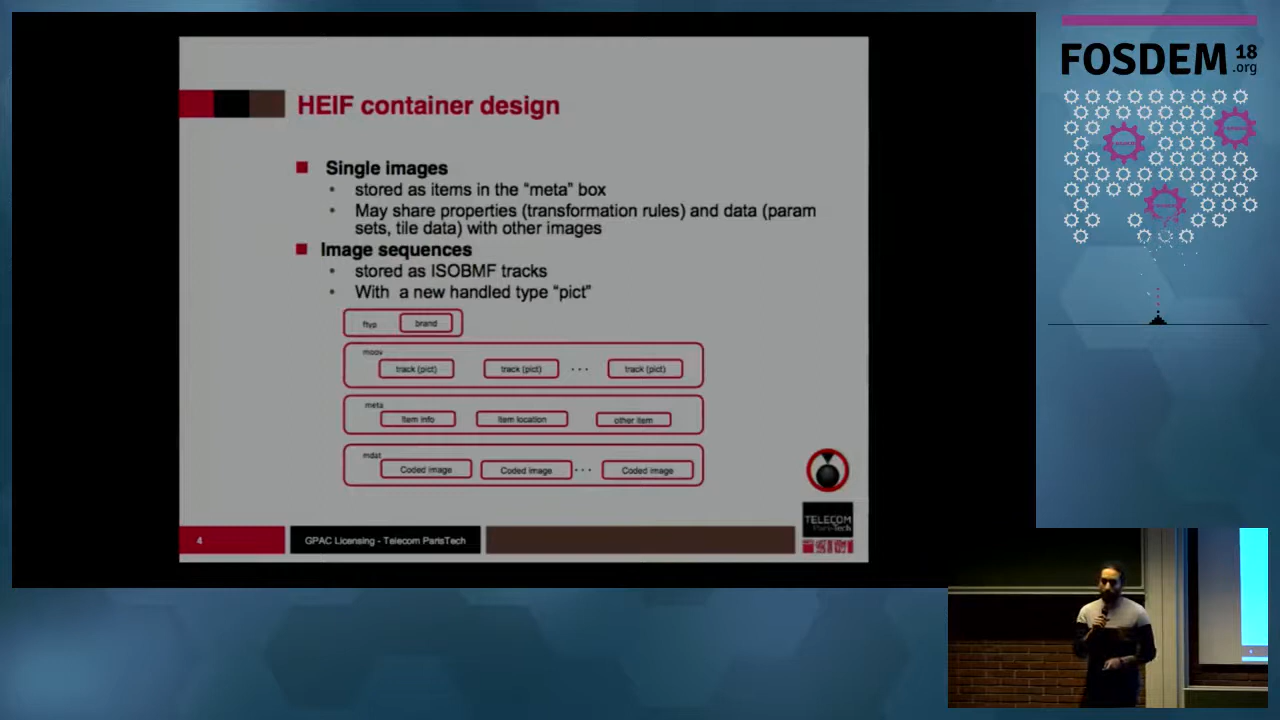 HEIF container design
Single images
stored as items in the “meta” box
May share properties (transformation rules) and data (param
sets, tile data) with other images
Image sequences
stored as ISOBMF tracks
With a new handled type “pict”
ftyp brand
moov
track (pict) track (pict) ... track (pict)
meta
Item info Item location other item
mdat
Coded image Coded image ... Coded image
TELECOM
ParisTech
4 GPAC Licensing - Telecom ParisTech
FOSDEM 18
.org